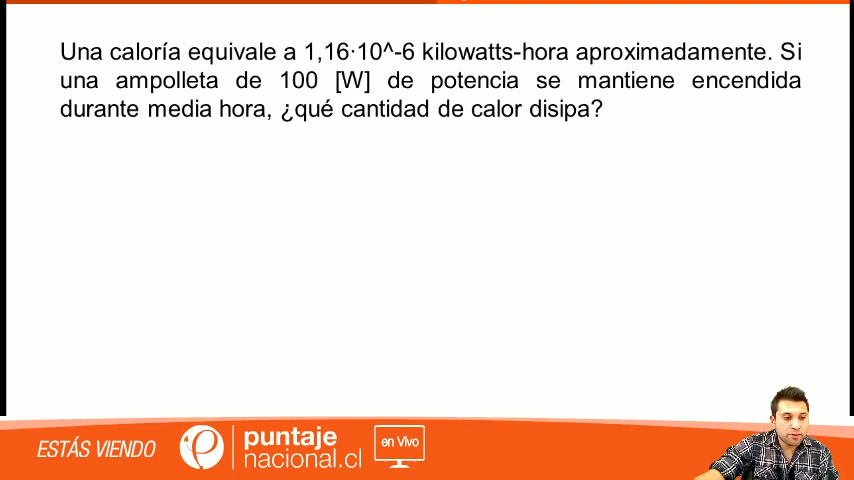 Una caloría equivale a 1,16·10^-6 kilowatts-hora aproximadamente. Si
una ampolleta de 100 [W] de potencia se mantiene encendida
durante media hora, ¿qué cantidad de calor disipa?
ESTÁS VIENDO
puntaje
nacional.cl
en Vivo